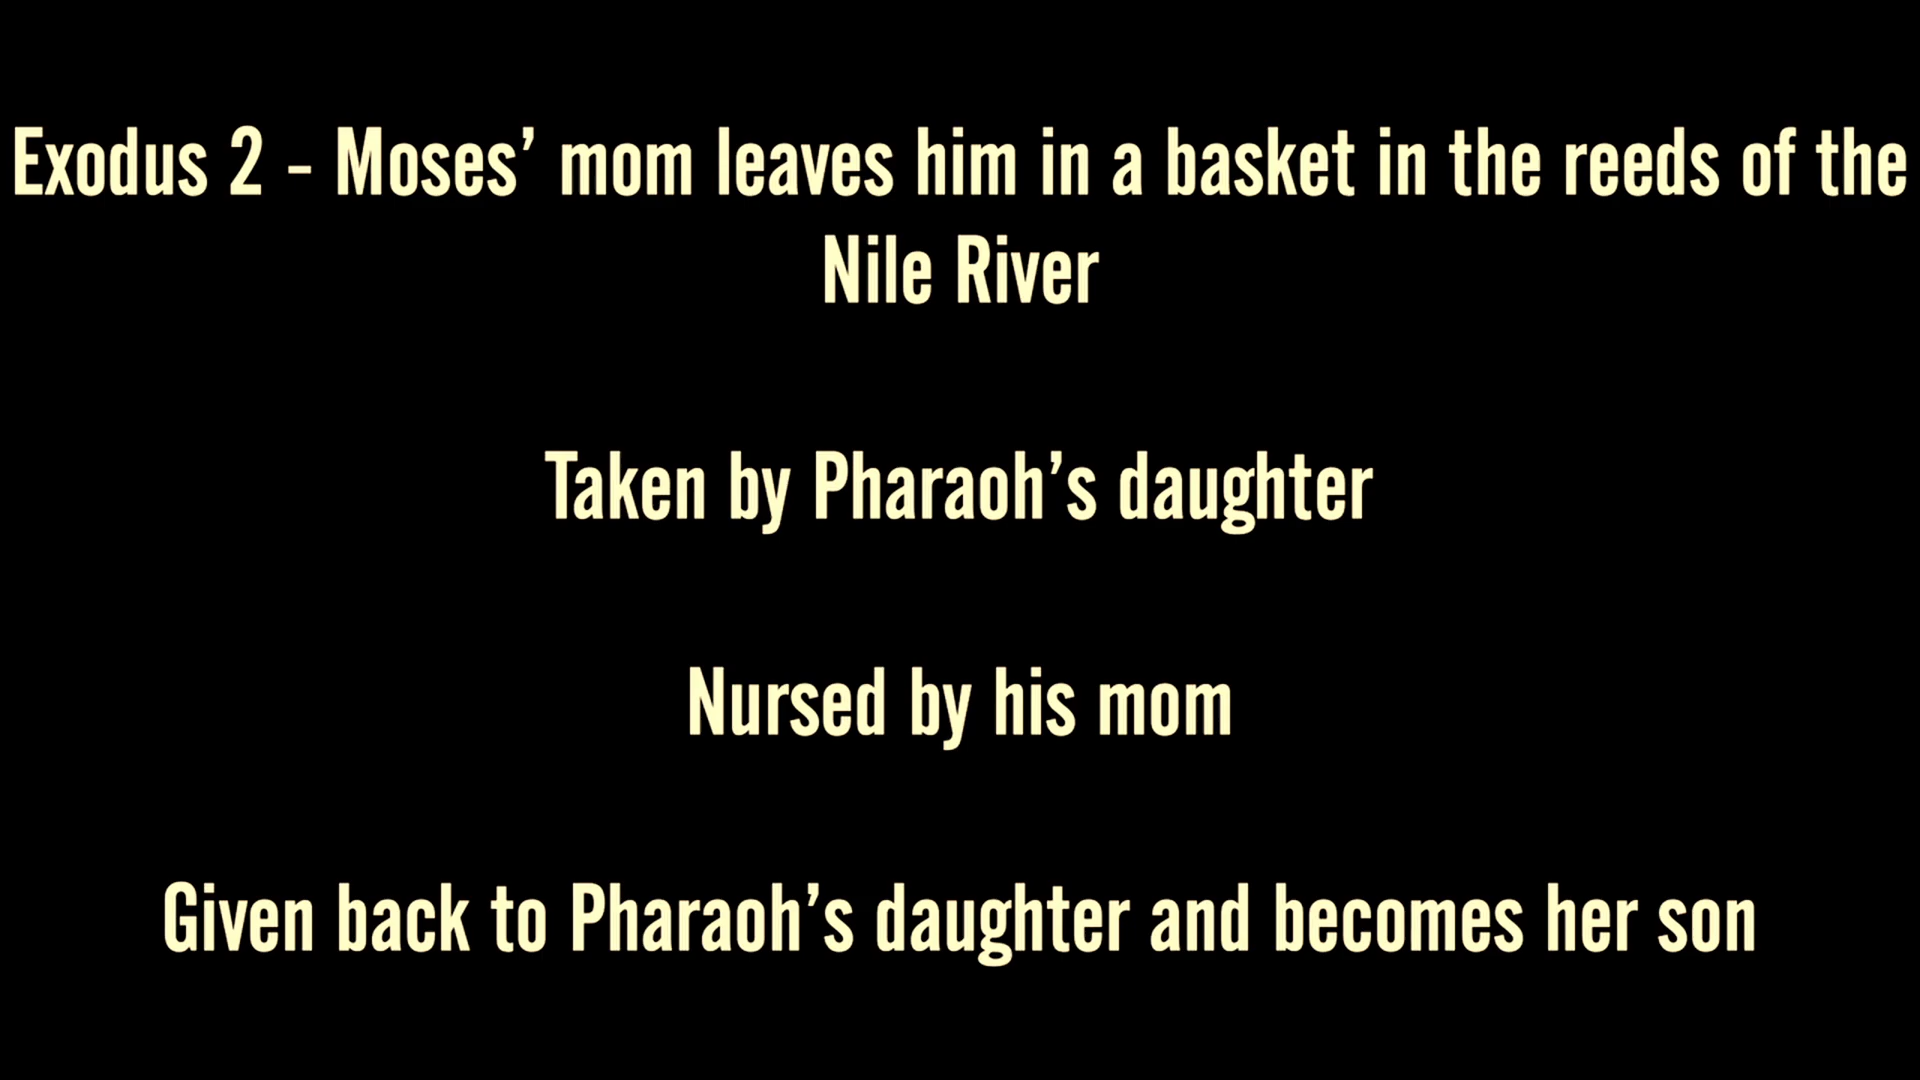 Exodus 2 - Moses’ mom leaves him in a basket in the reeds of the
Nile River
Taken by Pharaoh’s daughter
Nursed by his mom
Given back to Pharaoh’s daughter and becomes her son